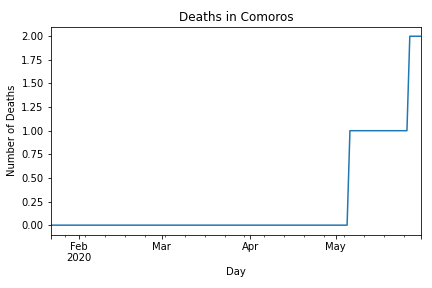 Deaths in Comoros
2.00
1.75
1.50
1.25
1.00
0.75
0.50
0.25
0.00
Number of Deaths
Feb
2020
Mar
Apr
May
Day